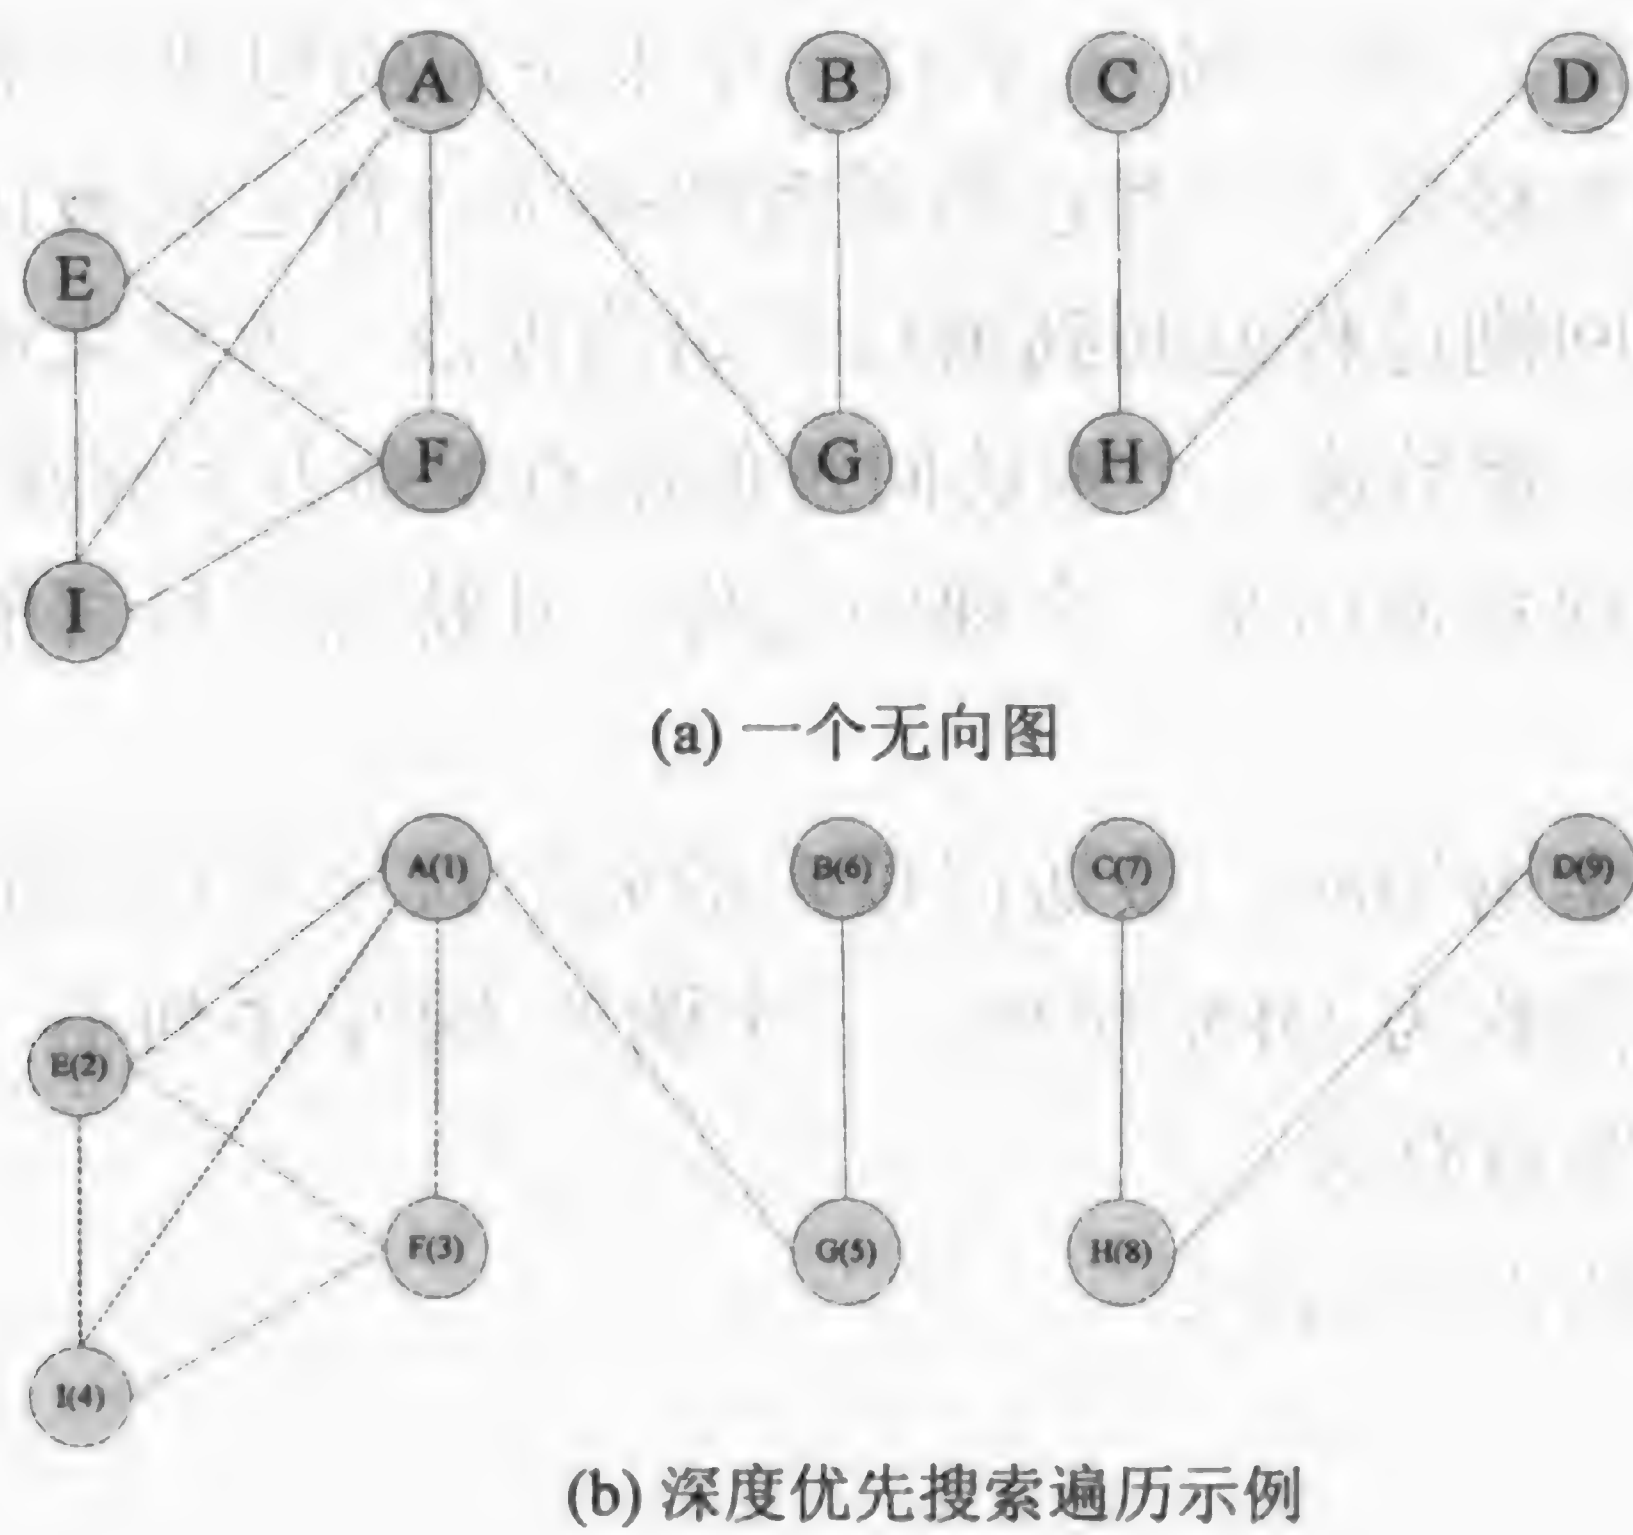 A B C D
E
F G H
I
(a) 一个无向图
A(1) B(6) C(7) D(9)
E(2)
F(3) G(5) H(8)
I(4)
(b) 深度优先搜索遍历示例